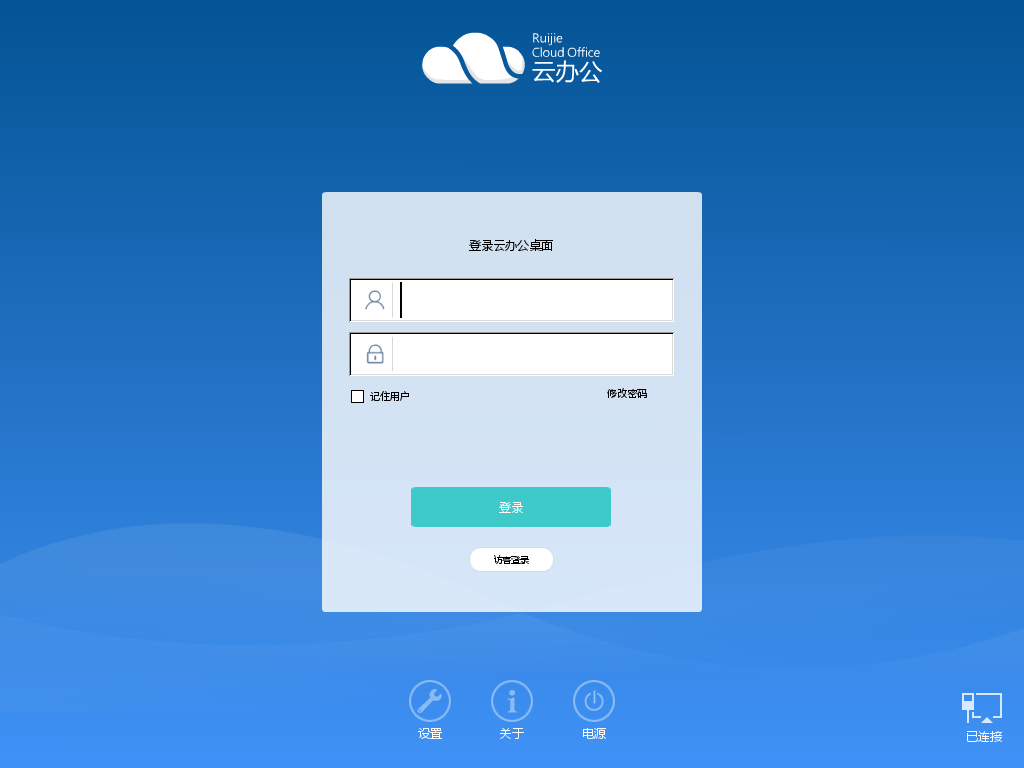 Ruijie
Cloud Office
云办公
登录云办公桌面
记住用户
修改密码
登录
访客登录
设置
关于
电源
已连接